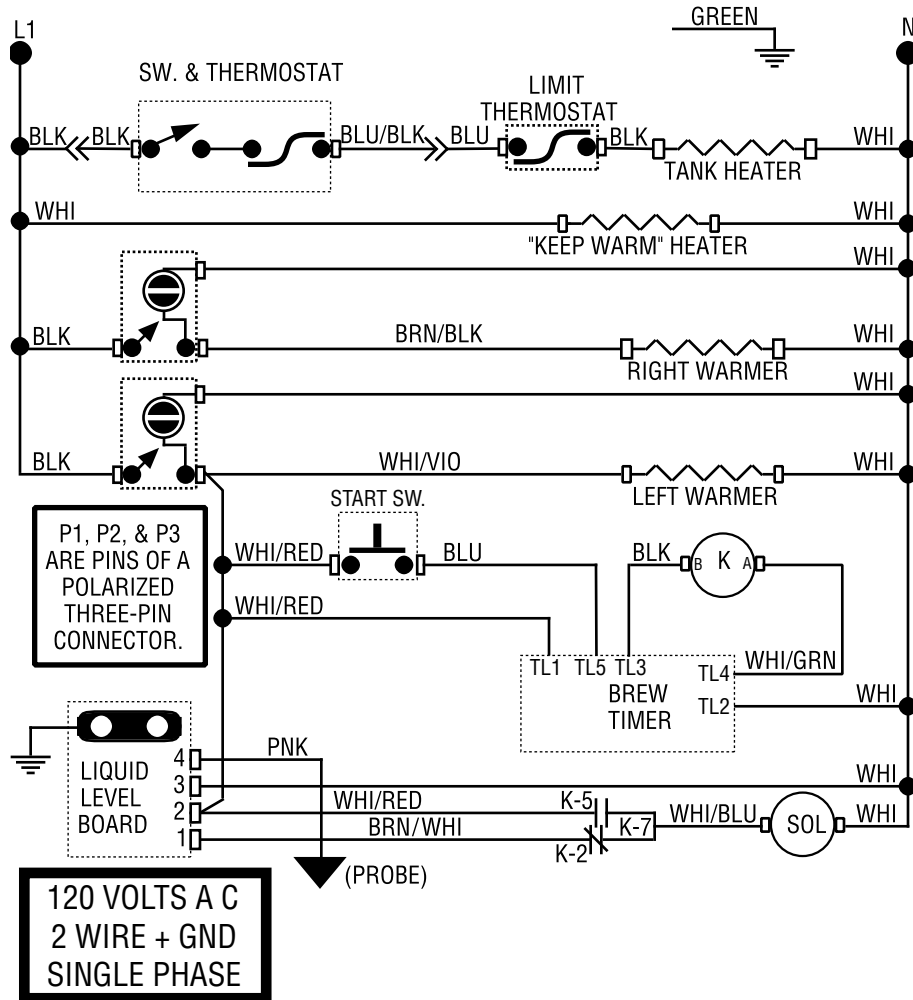 GREEN
L1
N
SW. & THERMOSTAT
LIMIT
THERMOSTAT
BLK
BLK
BLU/BLK
BLU
BLK
WHI
TANK HEATER
WHI
WHI
"KEEP WARM" HEATER
WHI
BLK
BRN/BLK
WHI
RIGHT WARMER
WHI
BLK
WHI/VIO
WHI
LEFT WARMER
START SW.
P1, P2, & P3
ARE PINS OF A
POLARIZED
THREE-PIN
CONNECTOR.
WHI/RED
BLU
BLK
B
K
A
WHI/RED
TL1
TL5
TL3
TL4
WHI/GRN
BREW
TIMER
TL2
WHI
LIQUID
LEVEL
BOARD
4
3
2
1
PNK
WHI
WHI/RED
K-5
K-7
WHI/BLU
SOL
WHI
BRN/WHI
K-2
(PROBE)
120 VOLTS A C
2 WIRE + GND
SINGLE PHASE